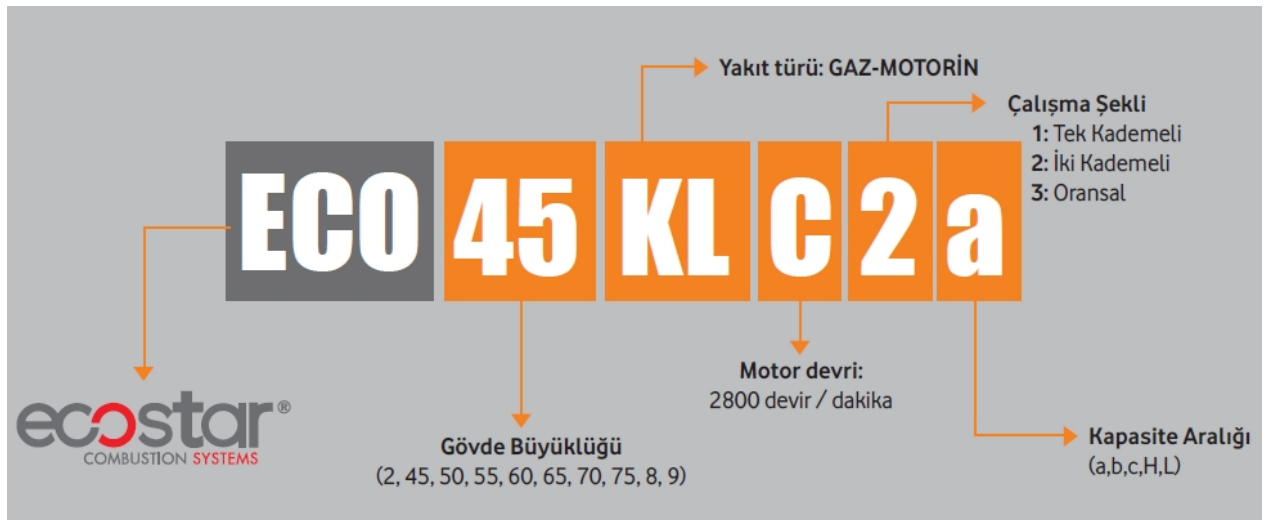 Yakıt türü: GAZ-MOTORİN
Çalışma Şekli
1: Tek Kademeli
2: İki Kademeli
3: Oransal
ECO 45 KL C 2 a
Motor devri:
2800 devir / dakika
ecostar®
COMBUSTION SYSTEMS
Gövde Büyüklüğü
(2, 45, 50, 55, 60, 65, 70, 75, 8, 9)
Kapasite Aralığı
(a,b,c,H,L)